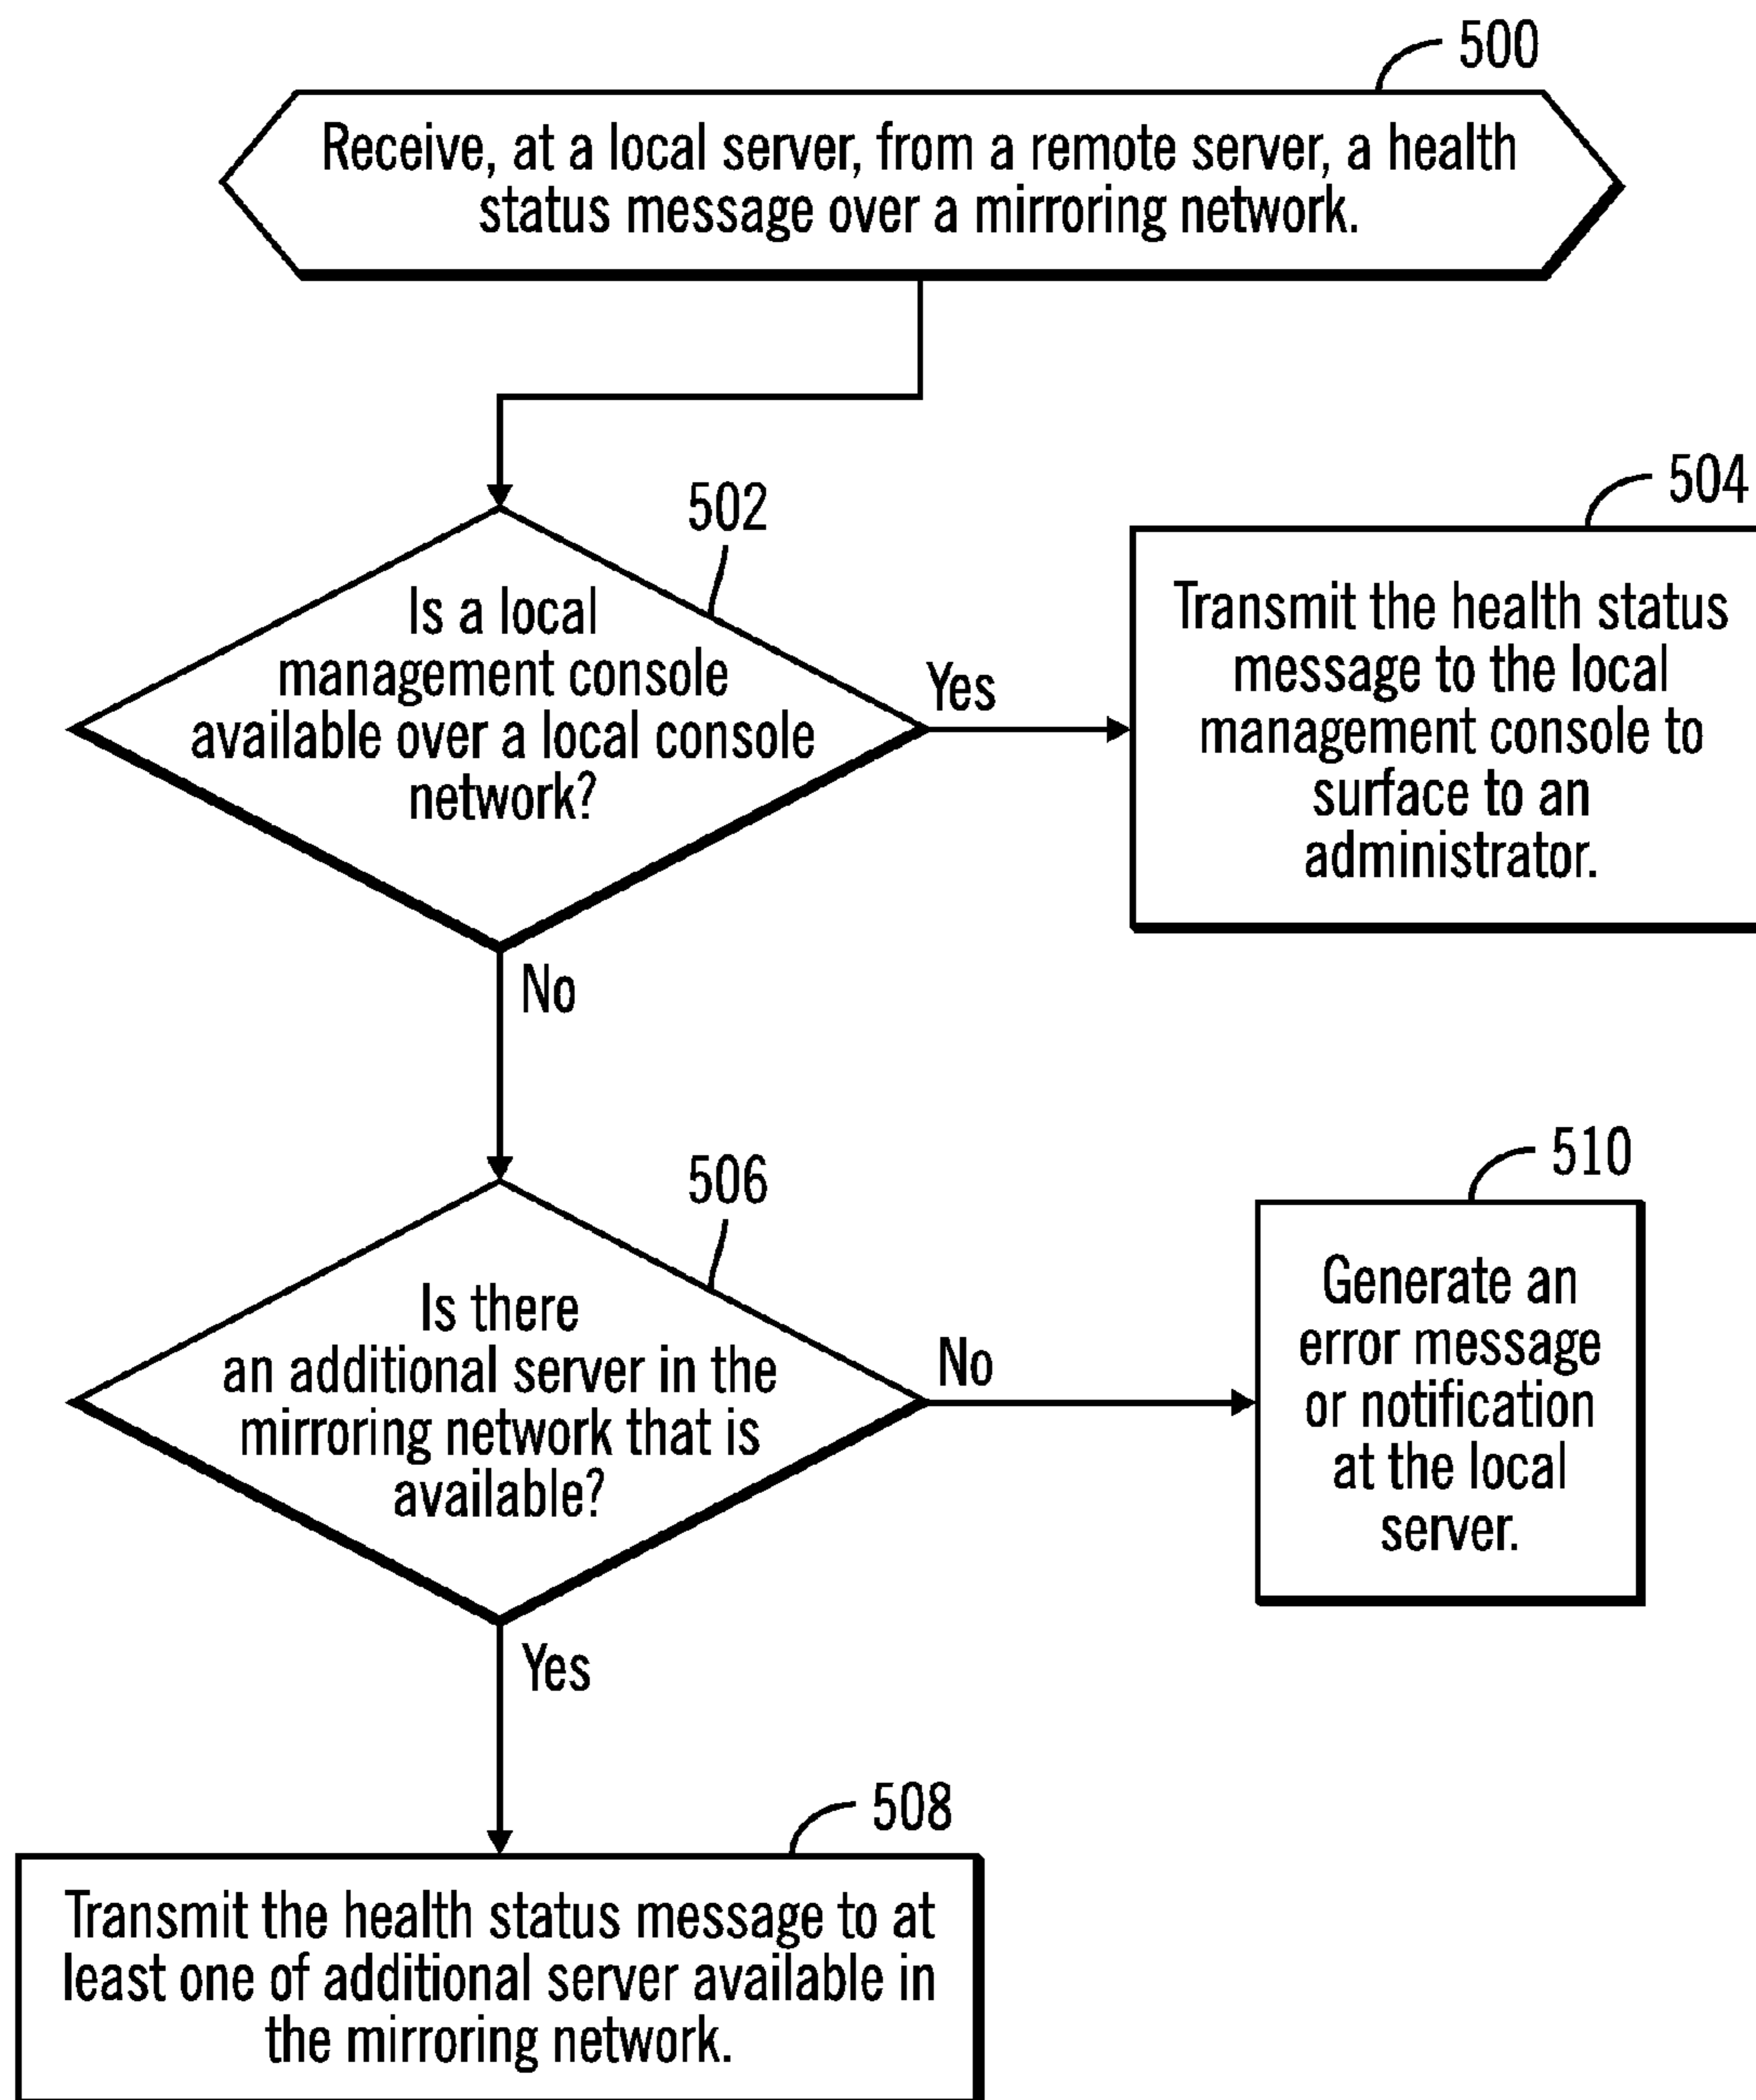 500
Receive, at a local server, from a remote server, a health
status message over a mirroring network.
502
Is a local
management console
available over a local console
network?
Yes
504
Transmit the health status
message to the local
management console to
surface to an
administrator.
No
506
Is there
an additional server in the
mirroring network that is
available?
No
510
Generate an
error message
or notification
at the local
server.
Yes
508
Transmit the health status message to at
least one of additional server available in
the mirroring network.